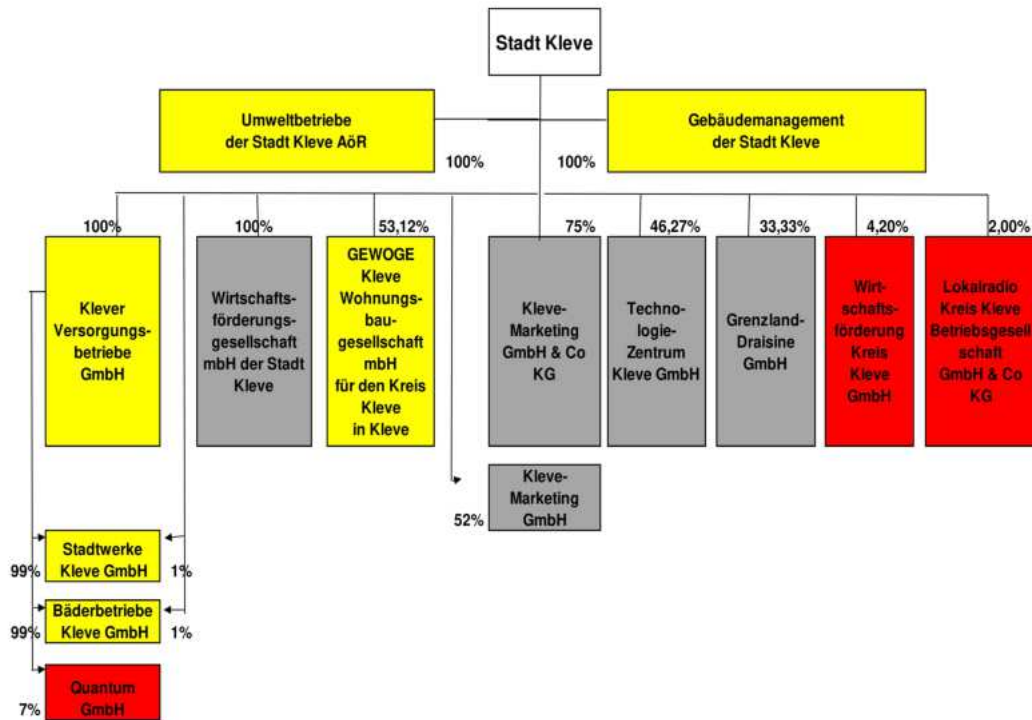 Stadt Kleve
Umweltbetriebe
der Stadt Kleve AöR
Gebäudemanagement
der Stadt Kleve
100%
100%
100%
100%
53,12%
75%
46,27%
33,33%
4,20%
2,00%
Klever
Versorgungs-
betriebe
GmbH
Wirtschafts-
förderungs-
gesellschaft
mbH der Stadt
Kleve
GEWOGE
Kleve
Wohnungs-
bau-
gesellschaft
mbH
für den Kreis
Kleve
in Kleve
Kleve-
Marketing
GmbH & Co
KG
Techno-
logie-
Zentrum
Kleve GmbH
Grenzland-
Draisine
GmbH
Wirt-
schafts-
förderung
Kreis
Kleve
GmbH
Lokalradio
Kreis Kleve
Betriebsgesell
schaft
GmbH & Co
KG
Kleve-
Marketing
GmbH
52%
Stadtwerke
Kleve GmbH
99%
1%
Bäderbetriebe
Kleve GmbH
99%
1%
Quantum
GmbH
7%